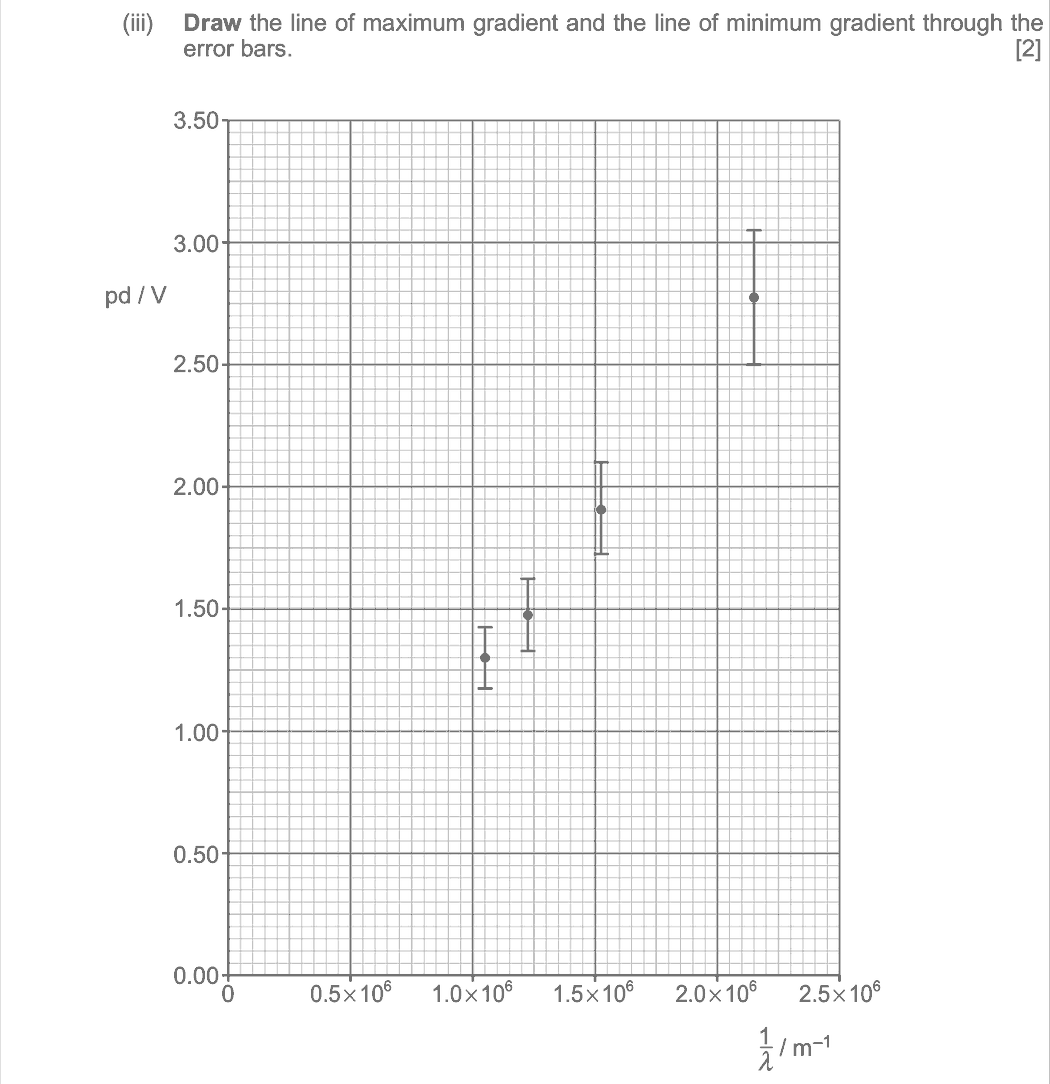 (iii) Draw the line of maximum gradient and the line of minimum gradient through the
error bars. [2]
3.50
3.00
pd / V
2.50
2.00
1.50
1.00
0.50
0.00
0 0.5×10⁶ 1.0×10⁶ 1.5×10⁶ 2.0×10⁶ 2.5×10⁶
1/λ / m⁻¹